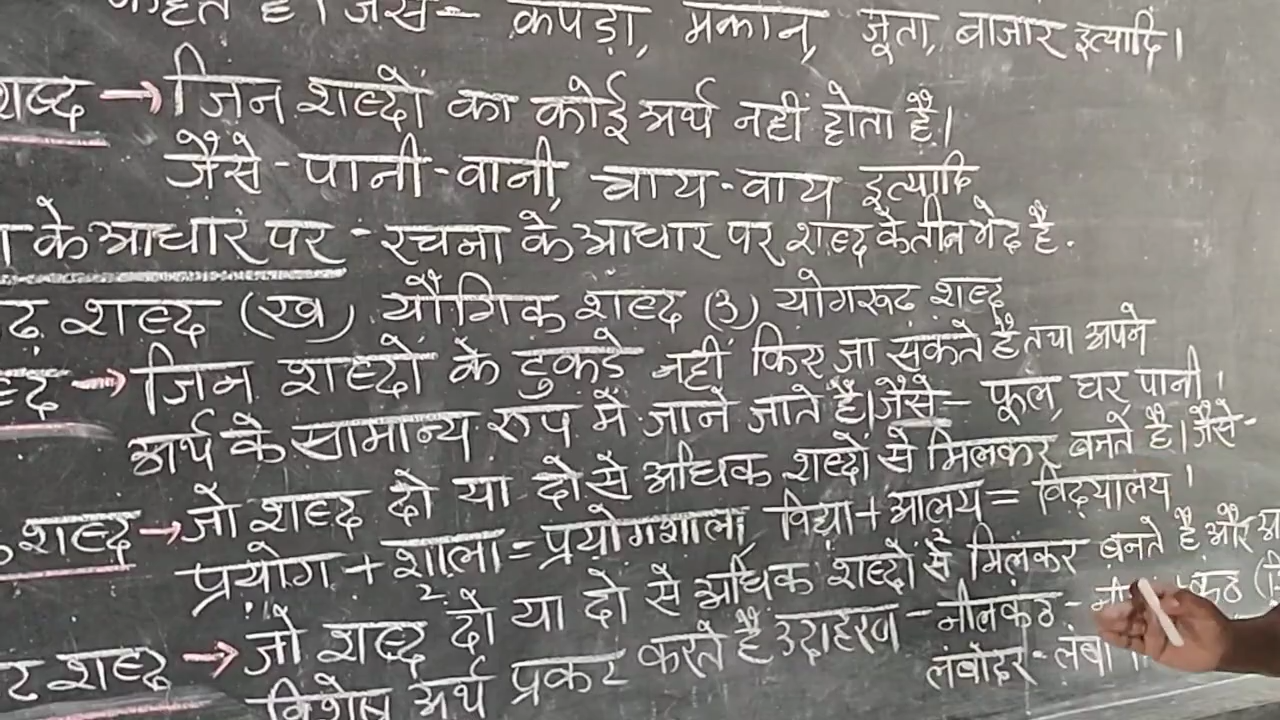 कहते हैं। जैसे - कपड़ा, मकान, जूता, बाजार इत्यादि।
शब्द → जिन शब्दों का कोई अर्थ नहीं होता है।
जैसे - पानी-वानी, चाय-वाय इत्यादि
के आधार पर - रचना के आधार पर शब्द के तीन भेद है.
ढ़ शब्द (ख) यौगिक शब्द (3) योगरूढ शब्द
ब्द → जिन शब्दों के टुकड़े नहीं किए जा सकते है तथा अपने
अर्थ के सामान्य रूप में जाने जाते है। जैसे - फूल, घर पानी।
शब्द → जो शब्द दो या दो से अधिक शब्दों से मिलकर बनते है। जैसे-
प्रयोग + शाला = प्रयोगशाला, विद्या + आलय = विद्यालय।
ट शब्द → जो शब्द दो या दो से अधिक शब्दों से मिलकर बनते है और
विशेष अर्थ प्रकट करते है उदाहरण - नीलकंठ -
लंबोदर - लंबा